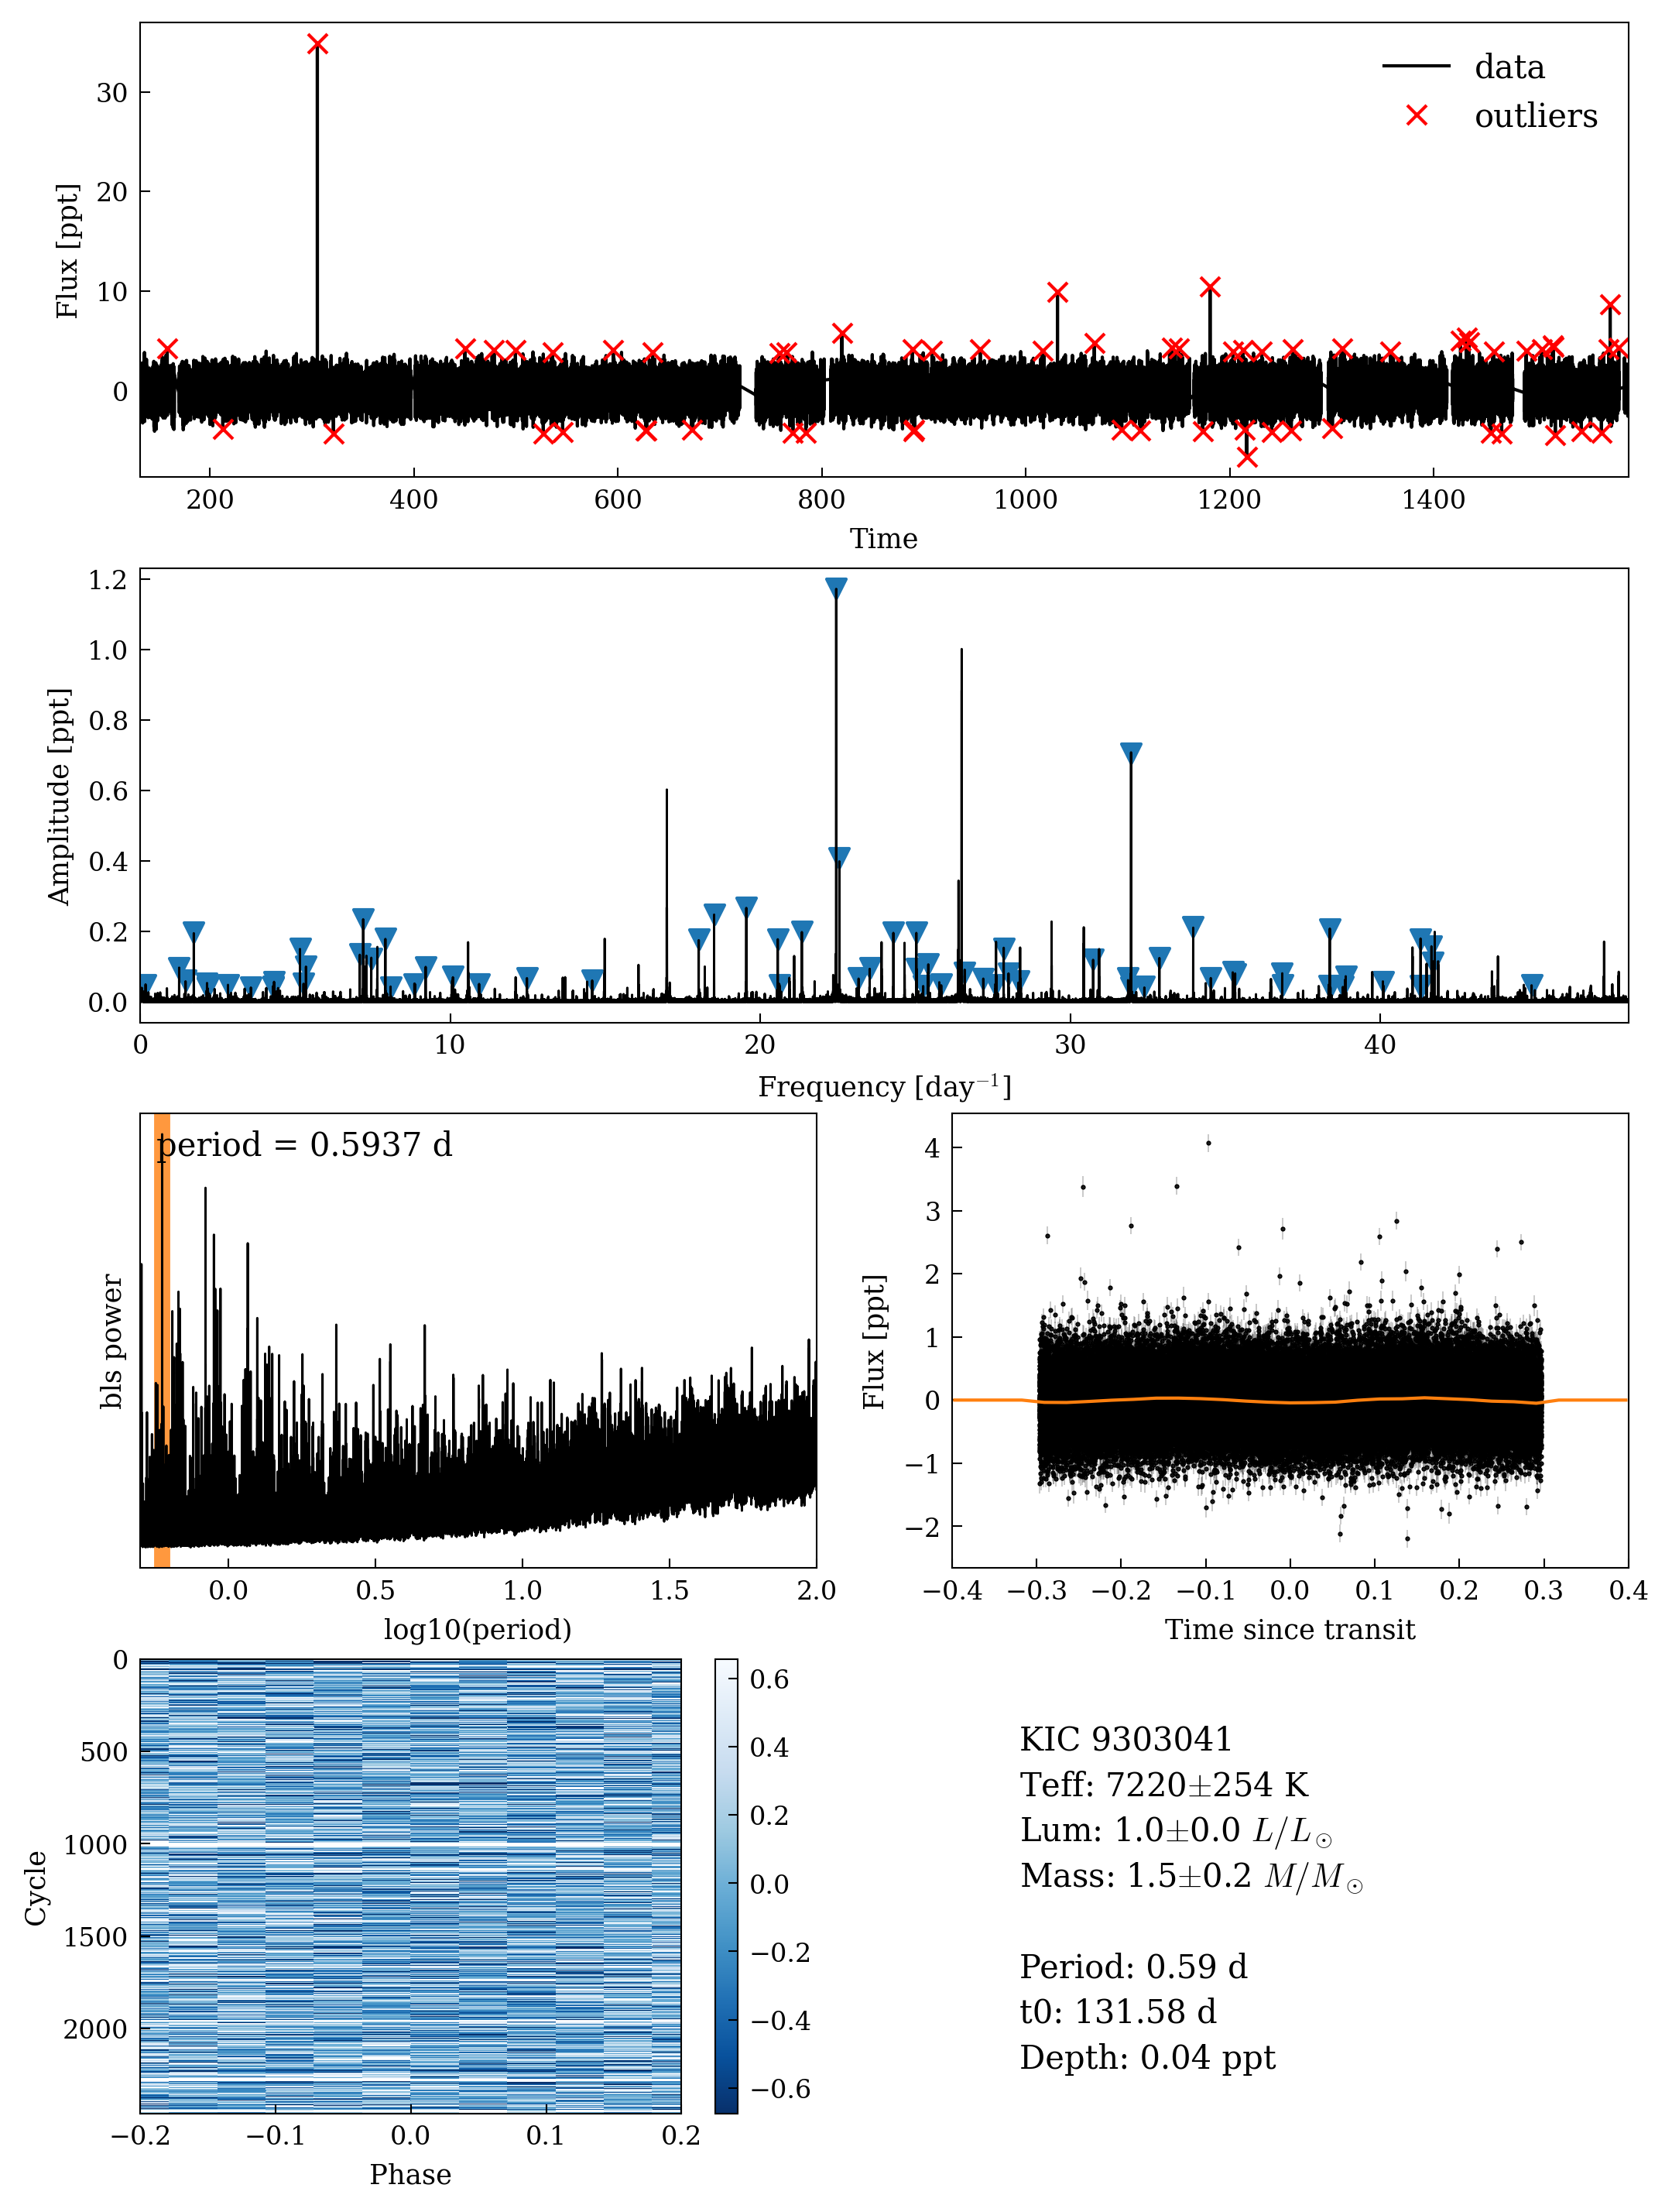 data
outliers
30
20
10
0
Flux [ppt]
200 400 600 800 1000 1200 1400
Time
1.2
1.0
0.8
0.6
0.4
0.2
0.0
Amplitude [ppt]
0 10 20 30 40
Frequency [day⁻¹]
period = 0.5937 d
bls power
0.0 0.5 1.0 1.5 2.0
log10(period)
4
3
2
1
0
−1
−2
Flux [ppt]
−0.4 −0.3 −0.2 −0.1 0.0 0.1 0.2 0.3 0.4
Time since transit
0
500
1000
1500
2000
Cycle
−0.2 −0.1 0.0 0.1 0.2
Phase
0.6
0.4
0.2
0.0
−0.2
−0.4
−0.6
KIC 9303041
Teff: 7220±254 K
Lum: 1.0±0.0 L/L⊙
Mass: 1.5±0.2 M/M⊙
Period: 0.59 d
t0: 131.58 d
Depth: 0.04 ppt